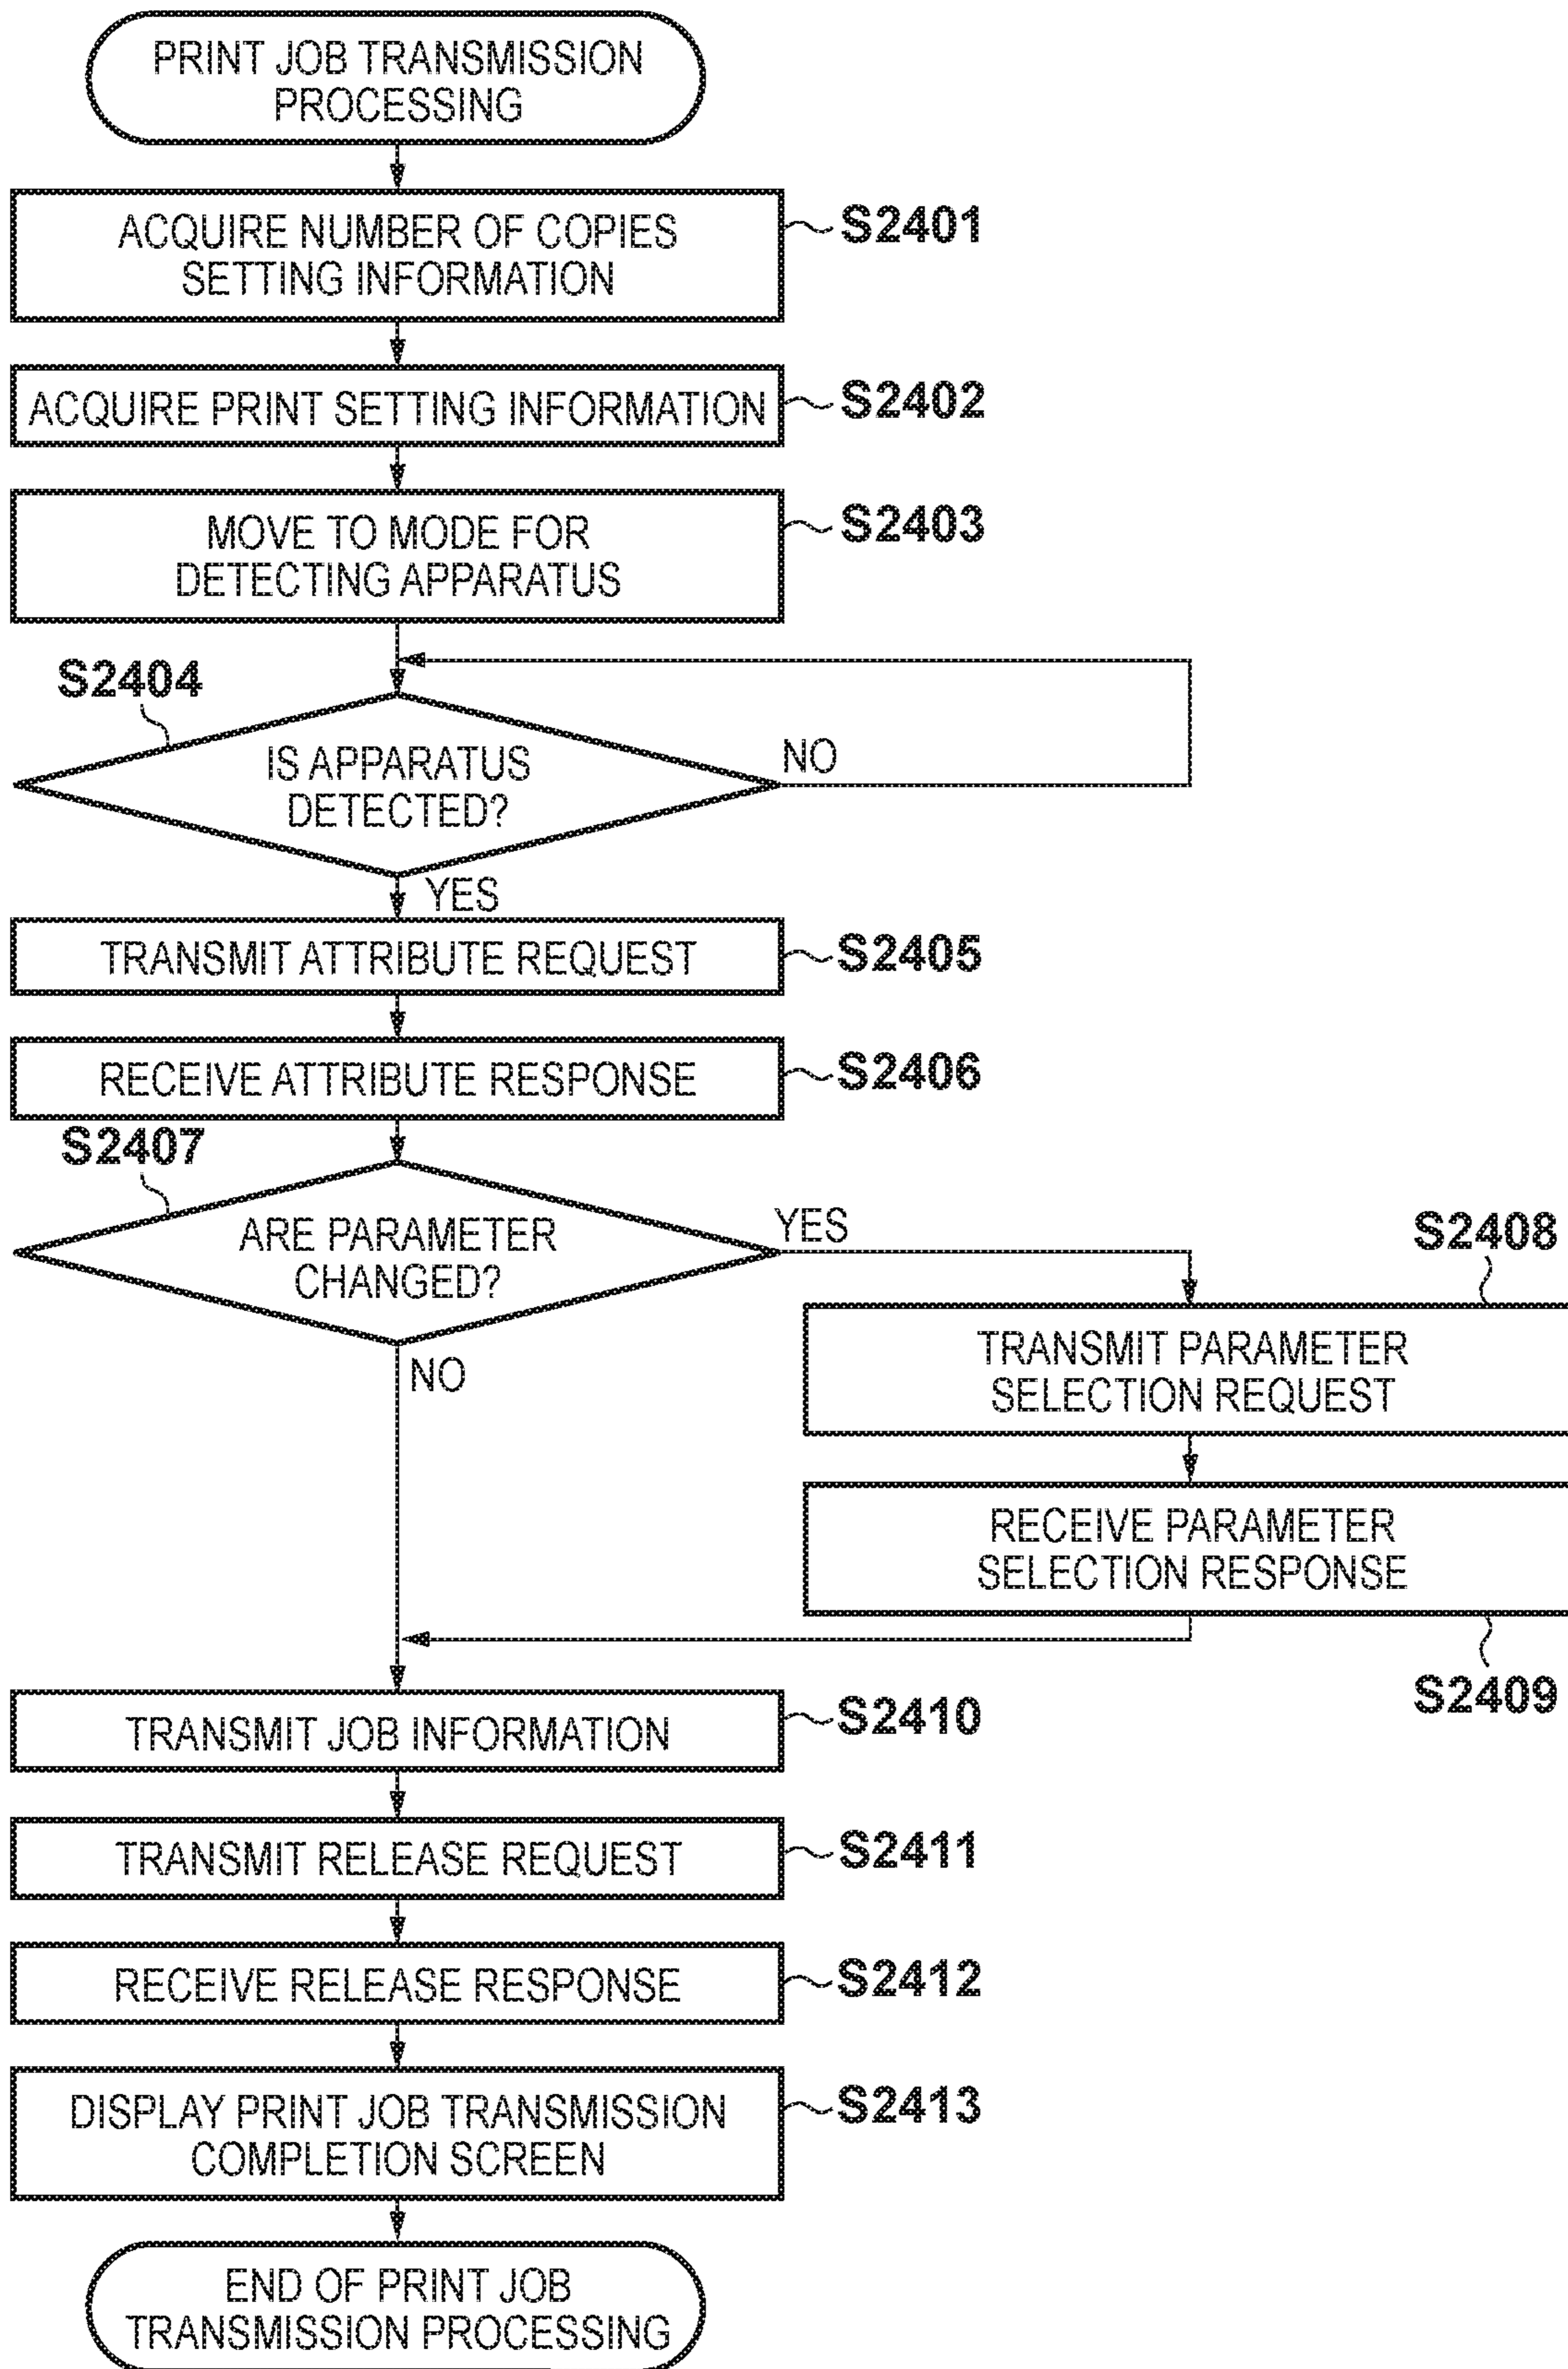 PRINT JOB TRANSMISSION
PROCESSING
ACQUIRE NUMBER OF COPIES
SETTING INFORMATION
S2401
ACQUIRE PRINT SETTING INFORMATION
S2402
MOVE TO MODE FOR
DETECTING APPARATUS
S2403
S2404
IS APPARATUS
DETECTED?
NO
YES
TRANSMIT ATTRIBUTE REQUEST
S2405
RECEIVE ATTRIBUTE RESPONSE
S2406
S2407
ARE PARAMETER
CHANGED?
YES
NO
S2408
TRANSMIT PARAMETER
SELECTION REQUEST
RECEIVE PARAMETER
SELECTION RESPONSE
S2409
TRANSMIT JOB INFORMATION
S2410
TRANSMIT RELEASE REQUEST
S2411
RECEIVE RELEASE RESPONSE
S2412
DISPLAY PRINT JOB TRANSMISSION
COMPLETION SCREEN
S2413
END OF PRINT JOB
TRANSMISSION PROCESSING